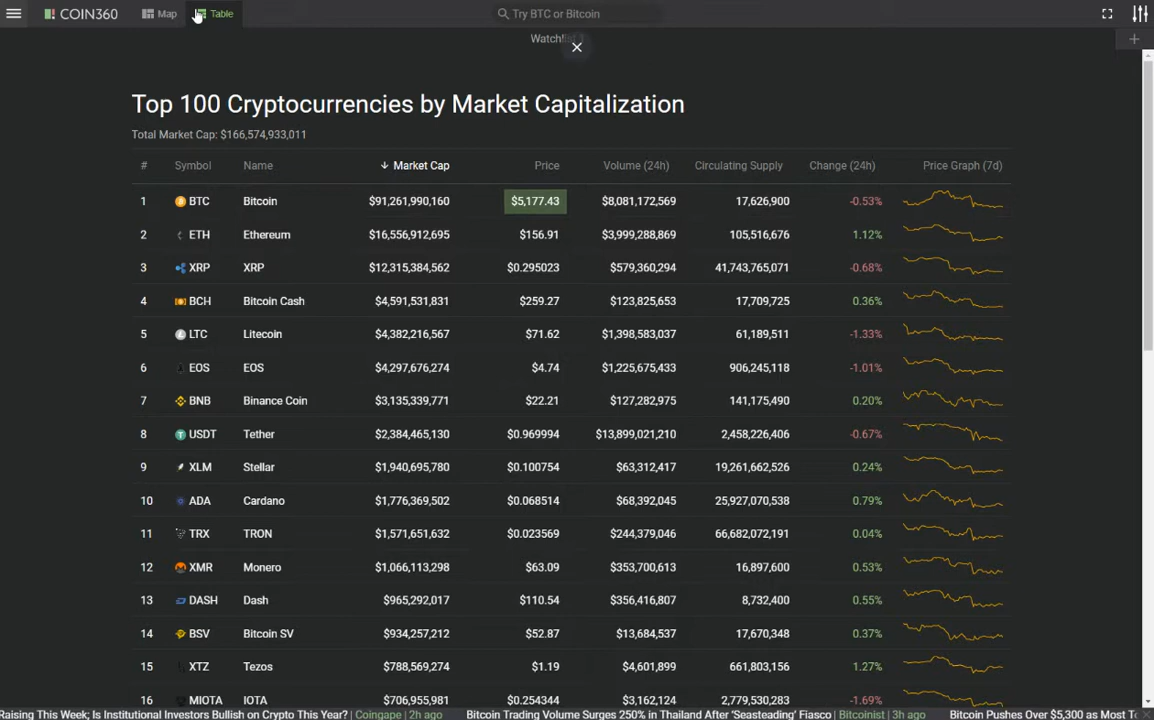 COIN360 Map Table Try BTC or Bitcoin
Watchlist 1
Top 100 Cryptocurrencies by Market Capitalization
Total Market Cap: $166,574,933,011
# Symbol Name Market Cap Price Volume (24h) Circulating Supply Change (24h) Price Graph (7d)
1 BTC Bitcoin $91,261,990,160 $5,177.43 $8,081,172,569 17,626,900 -0.53%
2 ETH Ethereum $16,556,912,695 $156.91 $3,999,288,869 105,516,676 1.12%
3 XRP XRP $12,315,384,562 $0.295023 $579,360,294 41,743,765,071 -0.68%
4 BCH Bitcoin Cash $4,591,531,831 $259.27 $123,825,653 17,709,725 0.36%
5 LTC Litecoin $4,382,216,567 $71.62 $1,398,583,037 61,189,511 -1.33%
6 EOS EOS $4,297,676,274 $4.74 $1,225,675,433 906,245,118 -1.01%
7 BNB Binance Coin $3,135,339,771 $22.21 $127,282,975 141,175,490 0.20%
8 USDT Tether $2,384,465,130 $0.969994 $13,899,021,210 2,458,226,406 -0.67%
9 XLM Stellar $1,940,695,780 $0.100754 $63,312,417 19,261,662,526 0.24%
10 ADA Cardano $1,776,369,502 $0.068514 $68,392,045 25,927,070,538 0.79%
11 TRX TRON $1,571,651,632 $0.023569 $244,379,046 66,682,072,191 0.04%
12 XMR Monero $1,066,113,298 $63.09 $353,700,613 16,897,600 0.53%
13 DASH Dash $965,292,017 $110.54 $356,416,807 8,732,400 0.55%
14 BSV Bitcoin SV $934,257,212 $52.87 $13,684,537 17,670,348 0.37%
15 XTZ Tezos $788,569,274 $1.19 $4,601,899 661,803,156 1.27%
16 MIOTA IOTA $706,955,981 $0.254344 $3,162,124 2,779,530,283 -1.69%
Raising This Week; Is Institutional Investors Bullish on Crypto This Year? | Coingape | 2h ago Bitcoin Trading Volume Surges 250% in Thailand After ‘Seasteading’ Fiasco | Bitcoinist | 3h ago Bitcoin Pushes Over $5,300 as Most